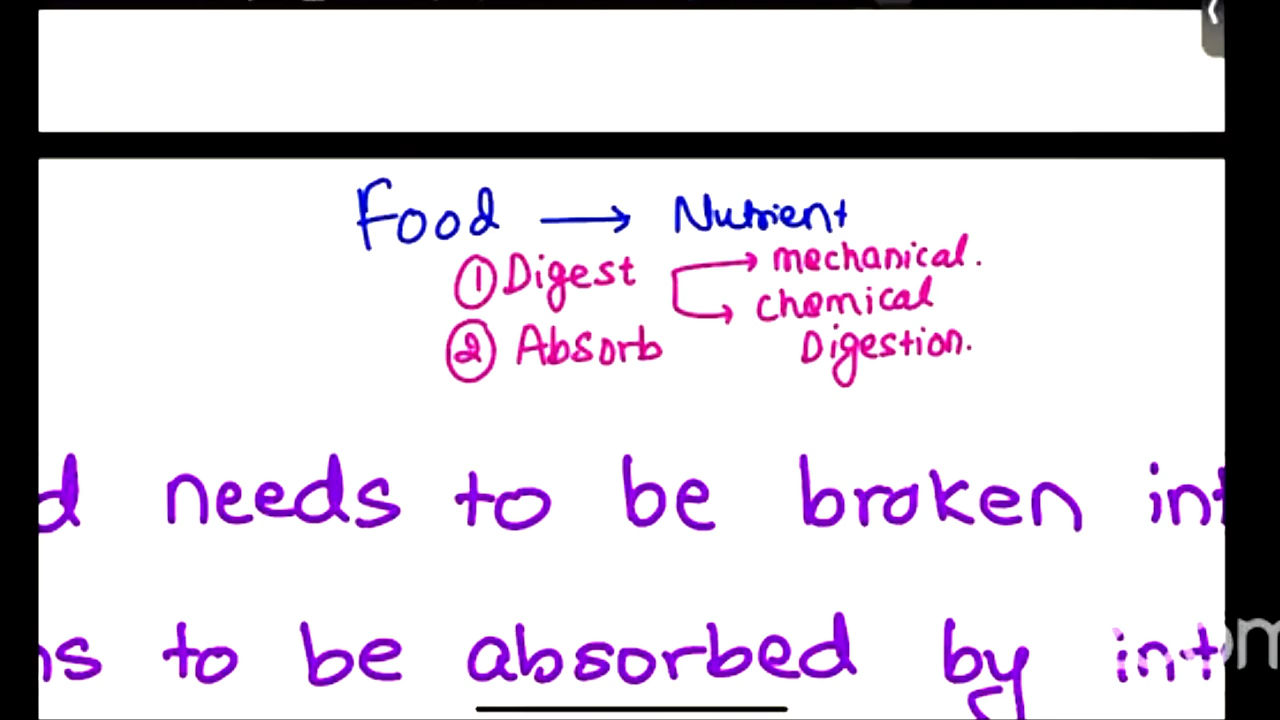 Food → Nutrient
① Digest → mechanical.
→ chemical
② Absorb Digestion.
d needs to be broken int
ns to be absorbed by int